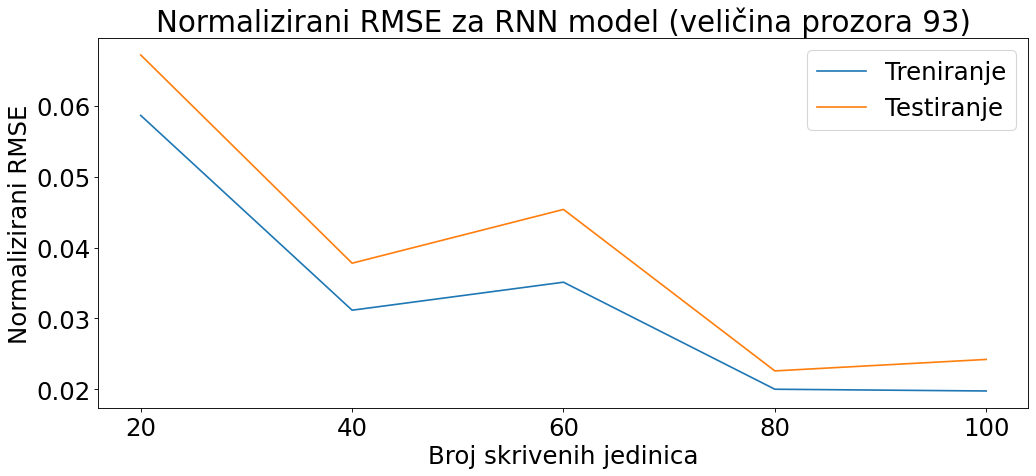 Normalizirani RMSE za RNN model (veličina prozora 93)
Treniranje
Testiranje
Normalizirani RMSE
0.06
0.05
0.04
0.03
0.02
20 40 60 80 100
Broj skrivenih jedinica